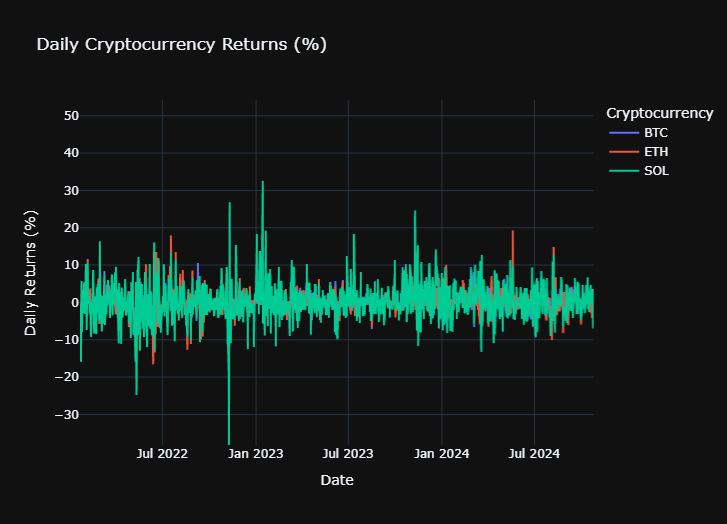 Daily Cryptocurrency Returns (%)
Cryptocurrency
BTC
ETH
SOL
Daily Returns (%)
50
40
30
20
10
0
−10
−20
−30
Jul 2022
Jan 2023
Jul 2023
Jan 2024
Jul 2024
Date